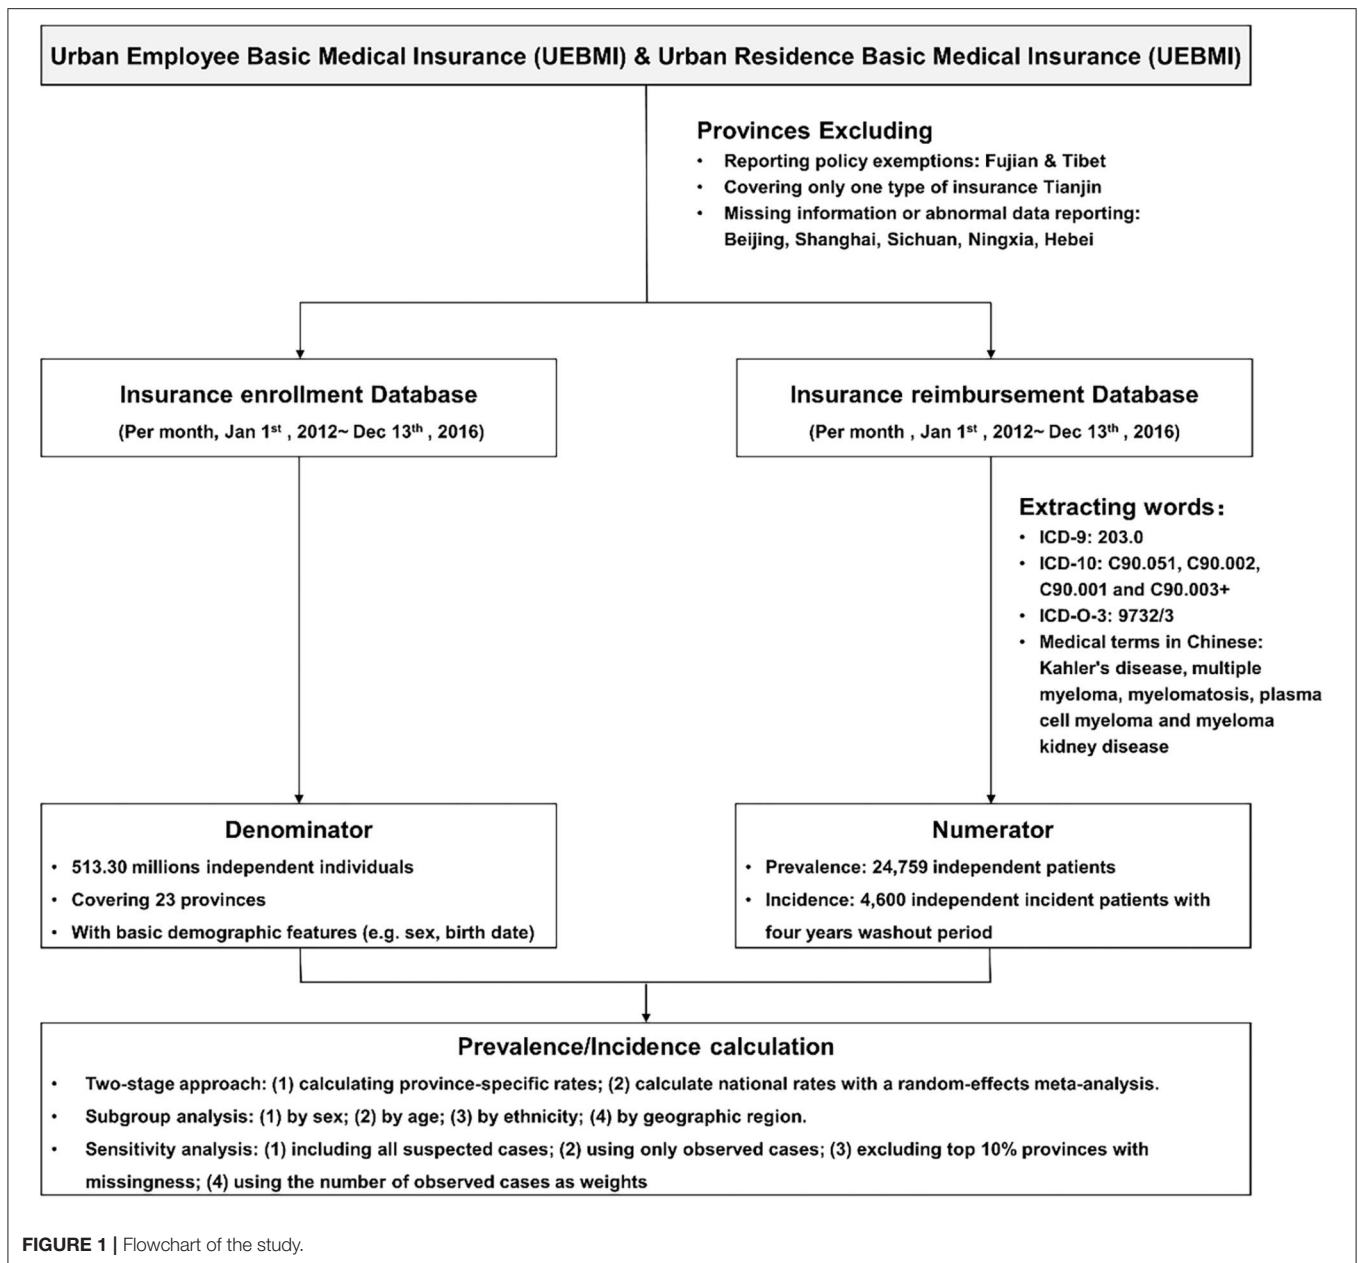 Urban Employee Basic Medical Insurance (UEBMI) & Urban Residence Basic Medical Insurance (UEBMI)
Provinces Excluding
• Reporting policy exemptions: Fujian & Tibet
• Covering only one type of insurance Tianjin
• Missing information or abnormal data reporting:
Beijing, Shanghai, Sichuan, Ningxia, Hebei
Insurance enrollment Database
(Per month, Jan 1st , 2012~ Dec 13th , 2016)
Insurance reimbursement Database
(Per month , Jan 1st , 2012~ Dec 13th , 2016)
Extracting words：
• ICD-9: 203.0
• ICD-10: C90.051, C90.002,
C90.001 and C90.003+
• ICD-O-3: 9732/3
• Medical terms in Chinese:
Kahler's disease, multiple
myeloma, myelomatosis, plasma
cell myeloma and myeloma
kidney disease
Denominator
• 513.30 millions independent individuals
• Covering 23 provinces
• With basic demographic features (e.g. sex, birth date)
Numerator
• Prevalence: 24,759 independent patients
• Incidence: 4,600 independent incident patients with
four years washout period
Prevalence/Incidence calculation
• Two-stage approach: (1) calculating province-specific rates; (2) calculate national rates with a random-effects meta-analysis.
• Subgroup analysis: (1) by sex; (2) by age; (3) by ethnicity; (4) by geographic region.
• Sensitivity analysis: (1) including all suspected cases; (2) using only observed cases; (3) excluding top 10% provinces with
missingness; (4) using the number of observed cases as weights
FIGURE 1 | Flowchart of the study.